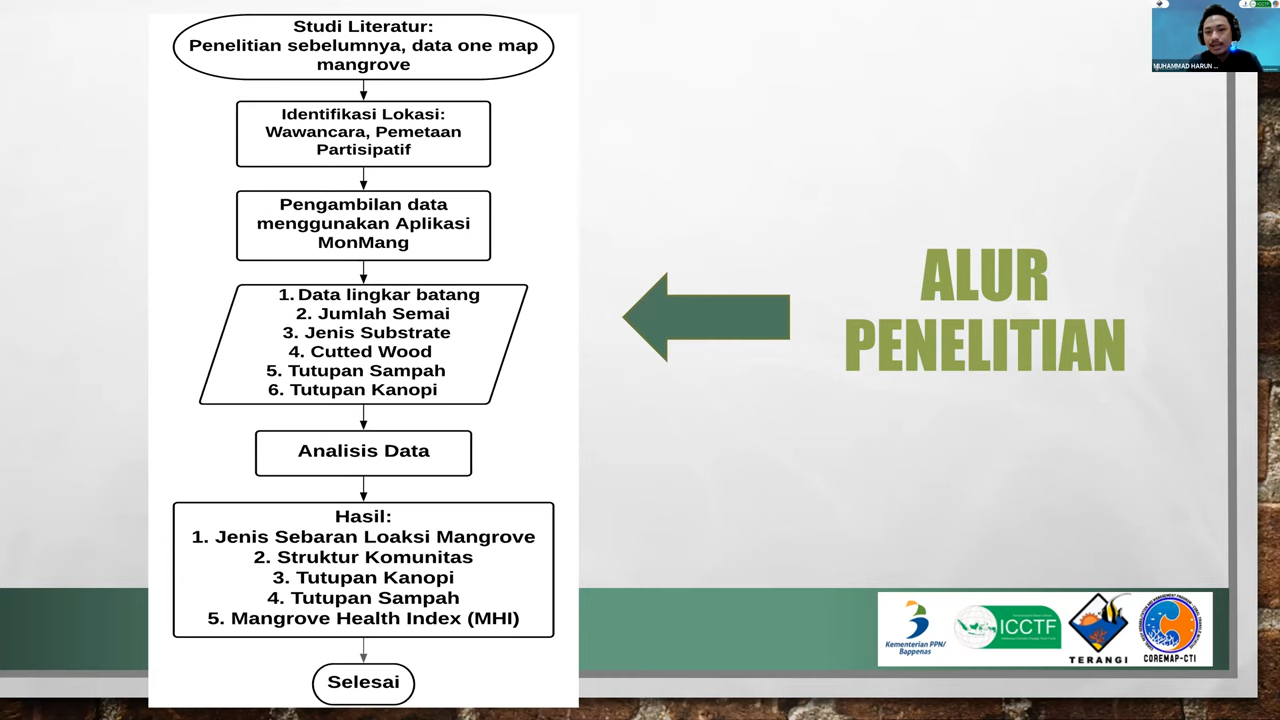 Studi Literatur:
Penelitian sebelumnya, data one map
mangrove
Identifikasi Lokasi:
Wawancara, Pemetaan
Partisipatif
Pengambilan data
menggunakan Aplikasi
MonMang
1. Data lingkar batang
2. Jumlah Semai
3. Jenis Substrate
4. Cutted Wood
5. Tutupan Sampah
6. Tutupan Kanopi
Analisis Data
Hasil:
1. Jenis Sebaran Loaksi Mangrove
2. Struktur Komunitas
3. Tutupan Kanopi
4. Tutupan Sampah
5. Mangrove Health Index (MHI)
Selesai
ALUR
PENELITIAN
MUHAMMAD HARUN ...
Kementerian PPN/
Bappenas
ICCTF
TERANGI
COREMAP-CTI